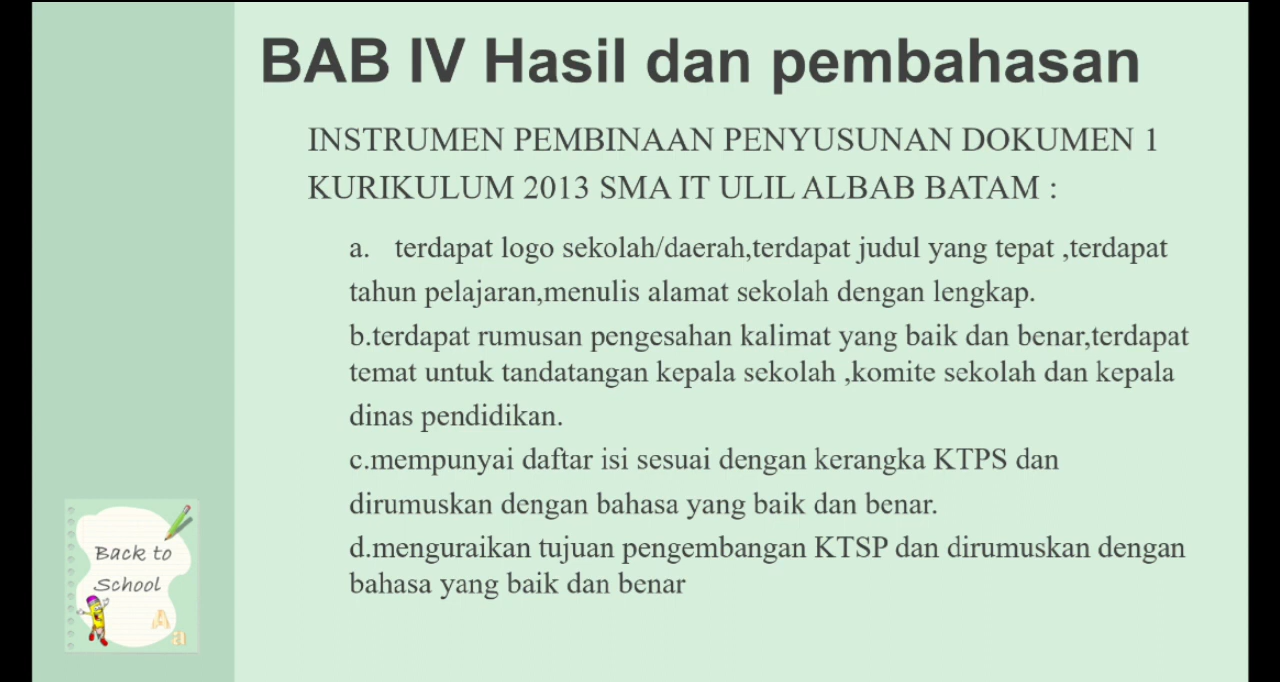 BAB IV Hasil dan pembahasan
INSTRUMEN PEMBINAAN PENYUSUNAN DOKUMEN 1
KURIKULUM 2013 SMA IT ULIL ALBAB BATAM :
a. terdapat logo sekolah/daerah,terdapat judul yang tepat ,terdapat
tahun pelajaran,menulis alamat sekolah dengan lengkap.
b.terdapat rumusan pengesahan kalimat yang baik dan benar,terdapat
temat untuk tandatangan kepala sekolah ,komite sekolah dan kepala
dinas pendidikan.
c.mempunyai daftar isi sesuai dengan kerangka KTPS dan
dirumuskan dengan bahasa yang baik dan benar.
d.menguraikan tujuan pengembangan KTSP dan dirumuskan dengan
bahasa yang baik dan benar
Back to
School
A
a